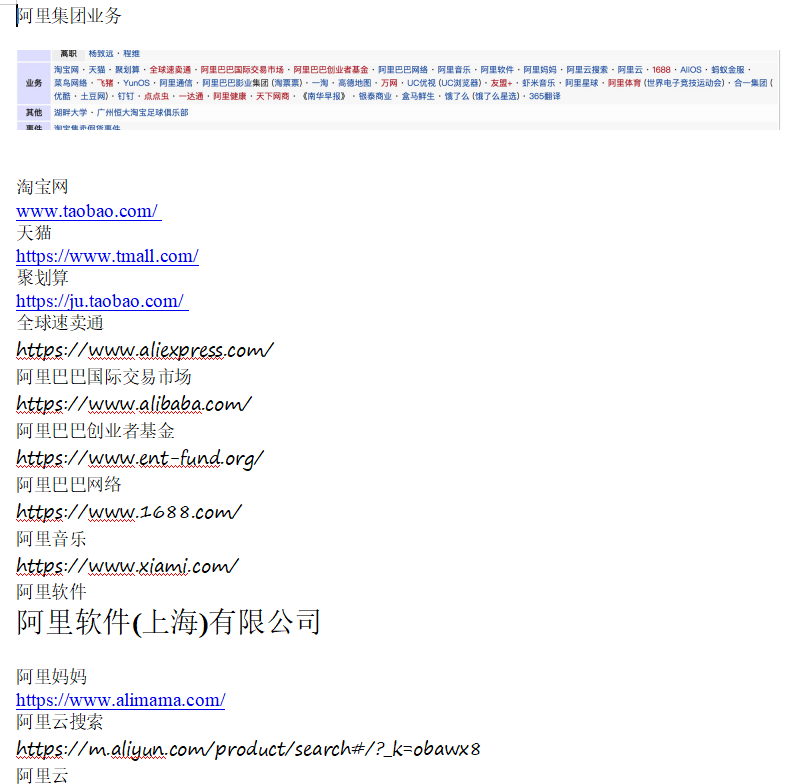 阿里集团业务
离职 杨致远 · 程维
业务
淘宝网 · 天猫 · 聚划算 · 全球速卖通 · 阿里巴巴国际交易市场 · 阿里巴巴创业者基金 · 阿里巴巴网络 · 阿里音乐 · 阿里软件 · 阿里妈妈 · 阿里云搜索 · 阿里云 · 1688 · AliOS · 蚂蚁金服 ·
菜鸟网络 · 飞猪 · YunOS · 阿里通信 · 阿里巴巴影业集团 (淘票票) · 一淘 · 高德地图 · 万网 · UC优视 (UC浏览器) · 友盟+ · 虾米音乐 · 阿里星球 · 阿里体育 (世界电子竞技运动会) · 合一集团 (
优酷 · 土豆网) · 钉钉 · 点点虫 · 一达通 · 阿里健康 · 天下网商 · 《南华早报》 · 银泰商业 · 盒马鲜生 · 饿了么 (饿了么星选) · 365翻译
其他 湖畔大学 · 广州恒大淘宝足球俱乐部
事件 淘宝售卖假货事件
淘宝网
www.taobao.com/
天猫
https://www.tmall.com/
聚划算
https://ju.taobao.com/
全球速卖通
https://www.aliexpress.com/
阿里巴巴国际交易市场
https://www.alibaba.com/
阿里巴巴创业者基金
https://www.ent-fund.org/
阿里巴巴网络
https://www.1688.com/
阿里音乐
https://www.xiami.com/
阿里软件
阿里软件(上海)有限公司
阿里妈妈
https://www.alimama.com/
阿里云搜索
https://m.aliyun.com/product/search#/?_k=obawx8
阿里云